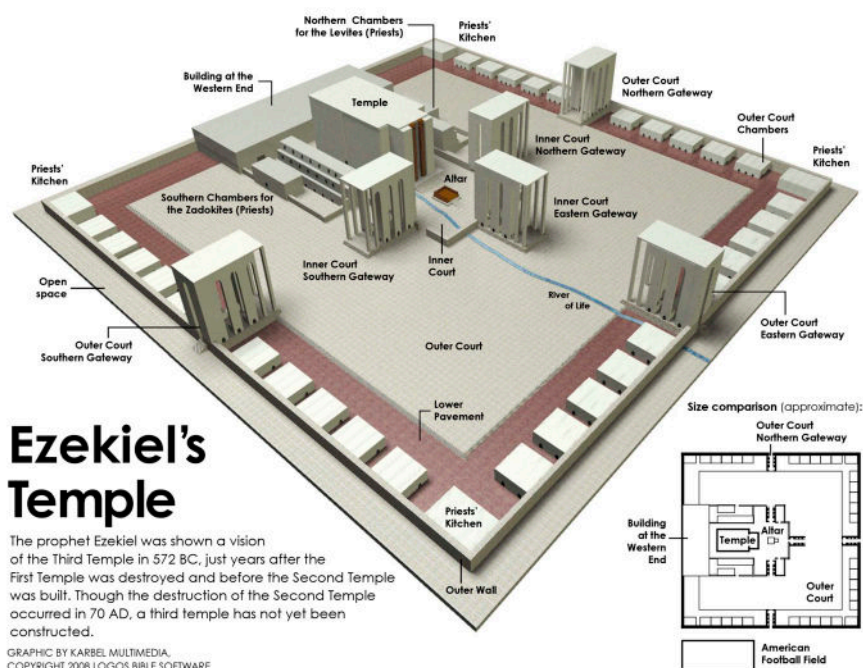 Northern Chambers
for the Levites (Priests)
Priests'
Kitchen
Building at the
Western End
Temple
Outer Court
Northern Gateway
Inner Court
Northern Gateway
Outer Court
Chambers
Priests'
Kitchen
Priests'
Kitchen
Altar
Southern Chambers for
the Zadokites (Priests)
Inner Court
Eastern Gateway
Inner Court
Southern Gateway
Inner
Court
Open
space
River
of Life
Outer Court
Southern Gateway
Outer Court
Eastern Gateway
Outer Court
Lower
Pavement
Priests'
Kitchen
Outer Wall
Ezekiel's
Temple
The prophet Ezekiel was shown a vision
of the Third Temple in 572 BC, just years after the
First Temple was destroyed and before the Second Temple
was built. Though the destruction of the Second Temple
occurred in 70 AD, a third temple has not yet been
constructed.
GRAPHIC BY KARBEL MULTIMEDIA,
COPYRIGHT 2008 LOGOS BIBLE SOFTWARE
Size comparison (approximate):
Outer Court
Northern Gateway
Building
at the
Western
End
Temple
Altar
Outer
Court
American
Football Field